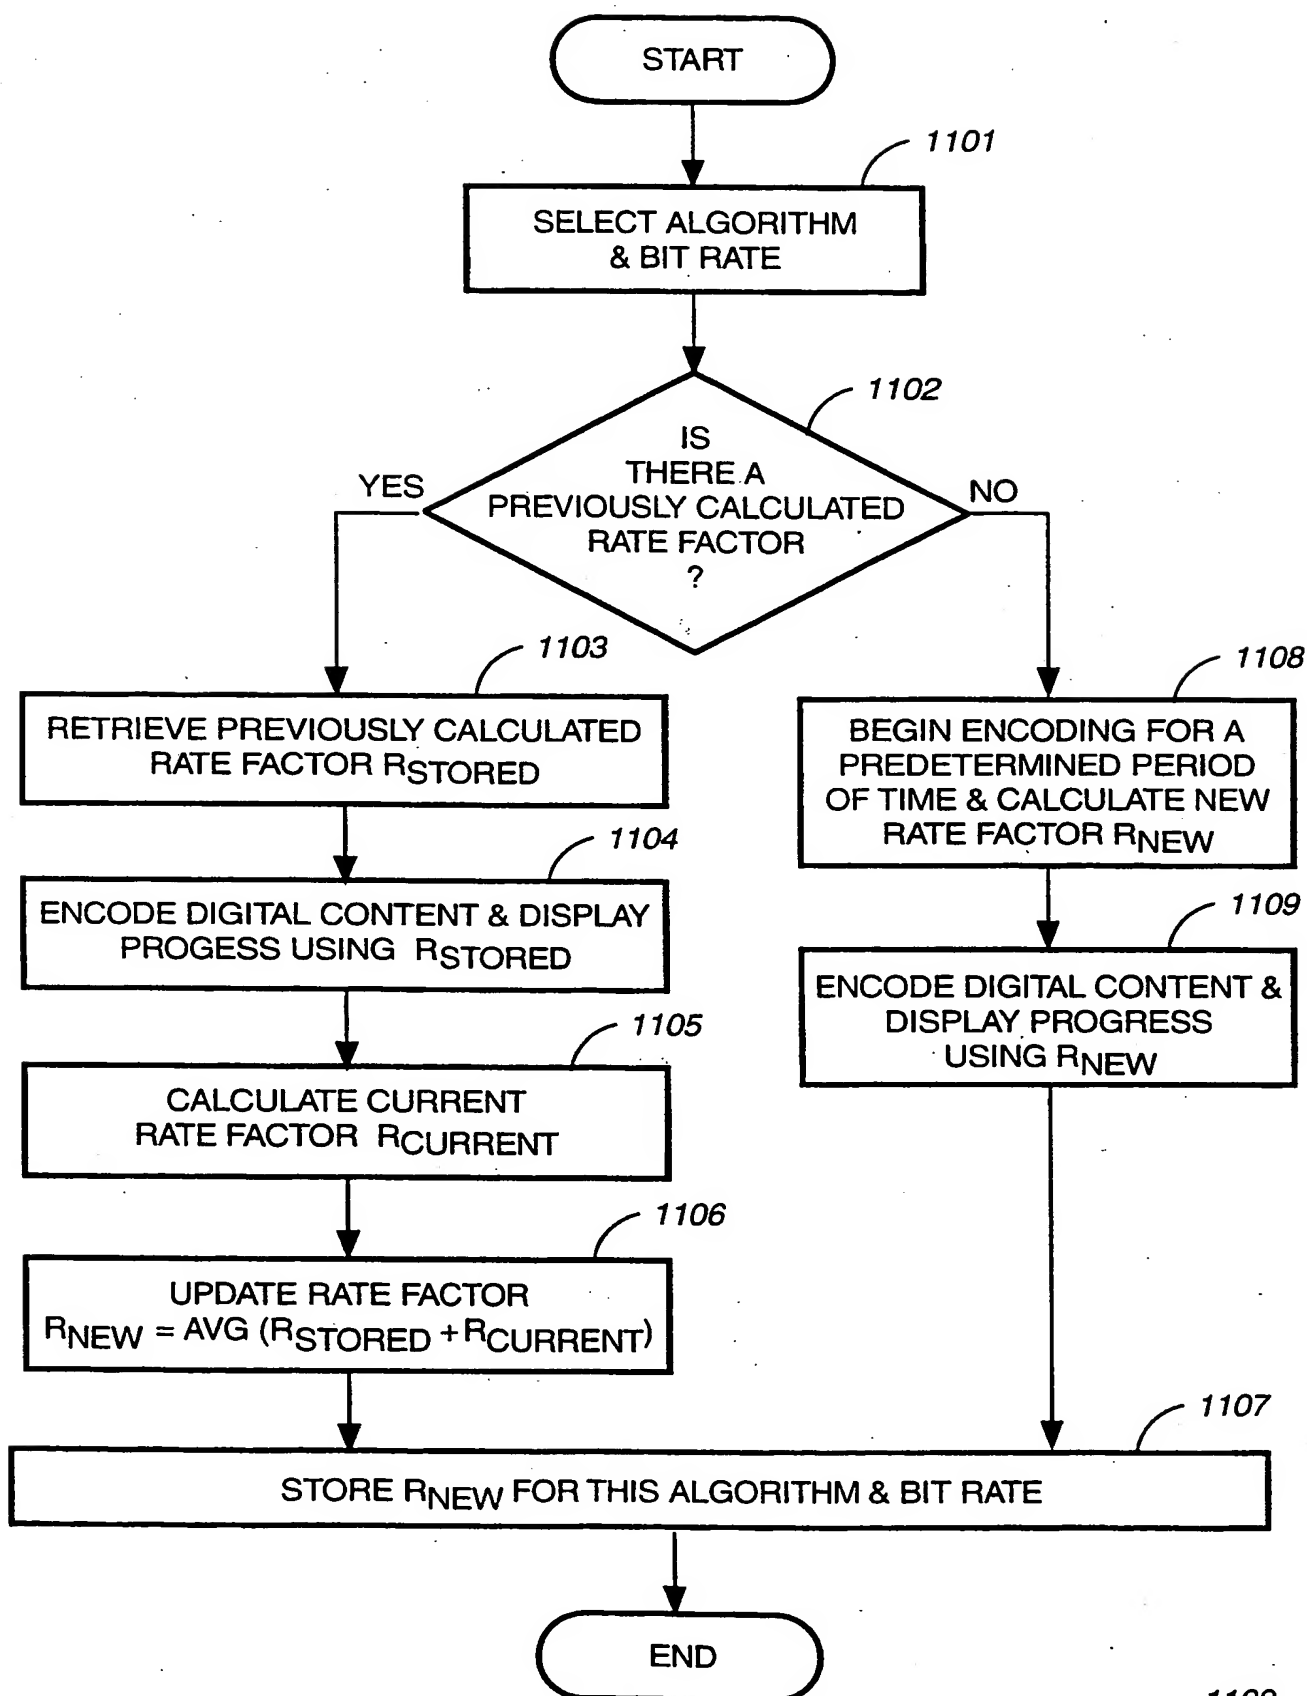 START
1101
SELECT ALGORITHM
& BIT RATE
1102
IS
THERE A
PREVIOUSLY CALCULATED
RATE FACTOR
?
YES
NO
1103
RETRIEVE PREVIOUSLY CALCULATED
RATE FACTOR RSTORED
1104
ENCODE DIGITAL CONTENT & DISPLAY
PROGESS USING RSTORED
1105
CALCULATE CURRENT
RATE FACTOR RCURRENT
1106
UPDATE RATE FACTOR
RNEW = AVG (RSTORED + RCURRENT)
1108
BEGIN ENCODING FOR A
PREDETERMINED PERIOD
OF TIME & CALCULATE NEW
RATE FACTOR RNEW
1109
ENCODE DIGITAL CONTENT &
DISPLAY PROGRESS
USING RNEW
1107
STORE RNEW FOR THIS ALGORITHM & BIT RATE
END